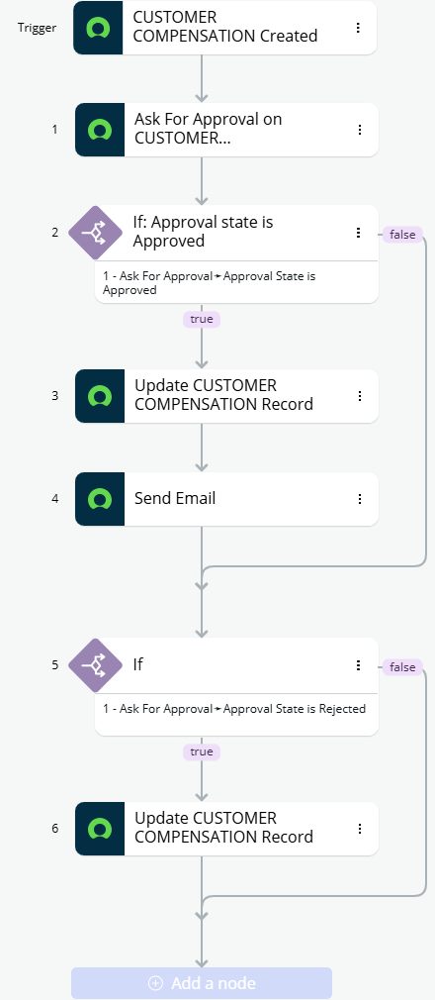 Trigger
CUSTOMER
COMPENSATION Created
1
Ask For Approval on
CUSTOMER...
2
If: Approval state is
Approved
false
1 - Ask For Approval➛Approval State is
Approved
true
3
Update CUSTOMER
COMPENSATION Record
4
Send Email
5
If
false
1 - Ask For Approval➛Approval State is Rejected
true
6
Update CUSTOMER
COMPENSATION Record
Add a node